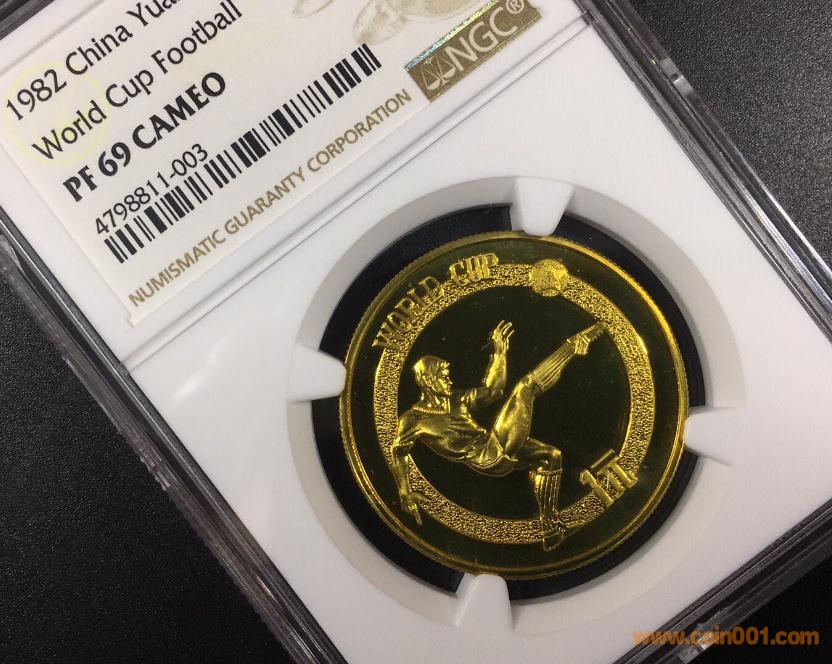 1982 China Yuan
World Cup Football
PF 69 CAMEO
4798811-003
NUMISMATIC GUARANTY CORPORATION
NGC®
WORLD CUP
1元
www.coin001.com